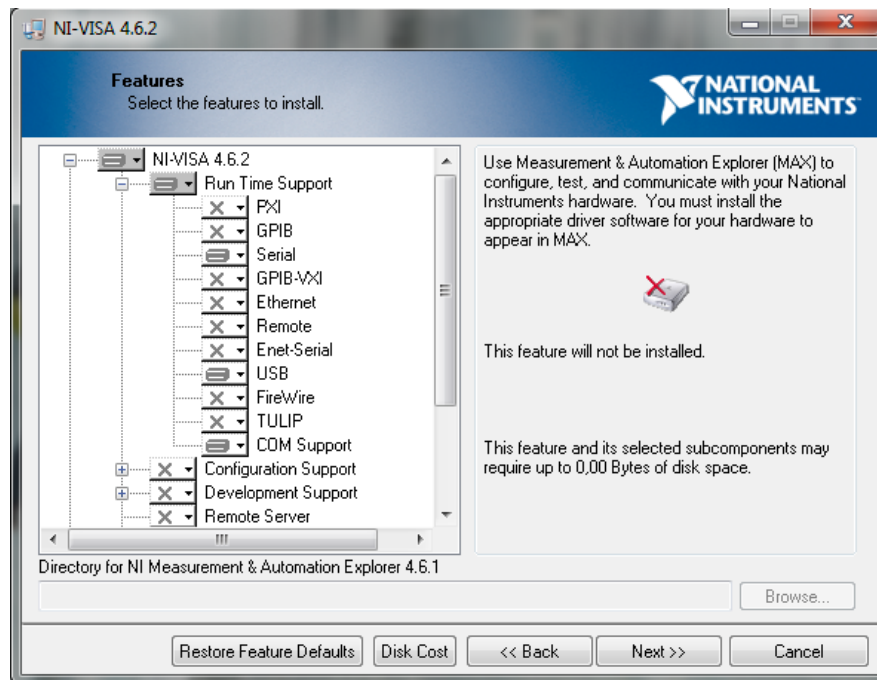 NI-VISA 4.6.2
Features
Select the features to install.
NATIONAL
INSTRUMENTS
NI-VISA 4.6.2
Run Time Support
PXI
GPIB
Serial
GPIB-VXI
Ethernet
Remote
Enet-Serial
USB
FireWire
TULIP
COM Support
Configuration Support
Development Support
Remote Server
Use Measurement & Automation Explorer (MAX) to
configure, test, and communicate with your National
Instruments hardware. You must install the
appropriate driver software for your hardware to
appear in MAX.
This feature will not be installed.
This feature and its selected subcomponents may
require up to 0,00 Bytes of disk space.
Directory for NI Measurement & Automation Explorer 4.6.1
Browse...
Restore Feature Defaults
Disk Cost
<< Back
Next >>
Cancel